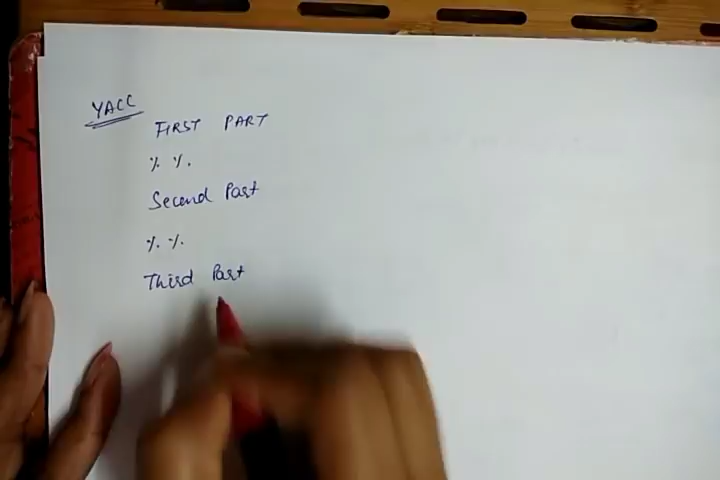 YACC
FIRST PART
%%.
Second Part
%.%.
Third Part